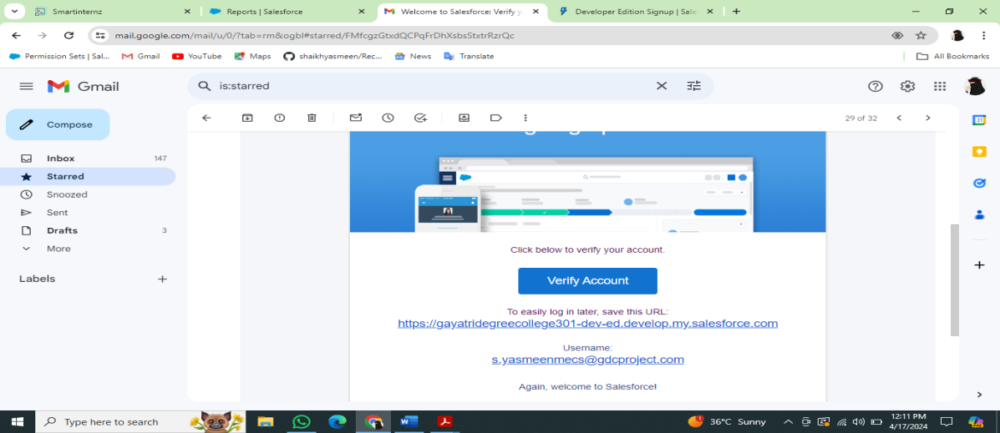 Smartinternz
Reports | Salesforce
Welcome to Salesforce: Verify y
Developer Edition Signup | Sale
mail.google.com/mail/u/0/?tab=rm&ogbl#starred/FMfcgzGtxdQCPqFrDhXsbsStxtrRzrQc
Permission Sets | Sal...
Gmail
YouTube
Maps
shaikhyasmeen/Rec...
News
Translate
All Bookmarks
Gmail
is:starred
Compose
29 of 32
Inbox 147
Starred
Snoozed
Sent
Drafts 3
More
Labels
Click below to verify your account.
Verify Account
To easily log in later, save this URL:
https://gayatridegreecollege301-dev-ed.develop.my.salesforce.com
Username:
s.yasmeenmecs@gdcproject.com
Again, welcome to Salesforce!
Type here to search
36°C Sunny
12:11 PM
4/17/2024